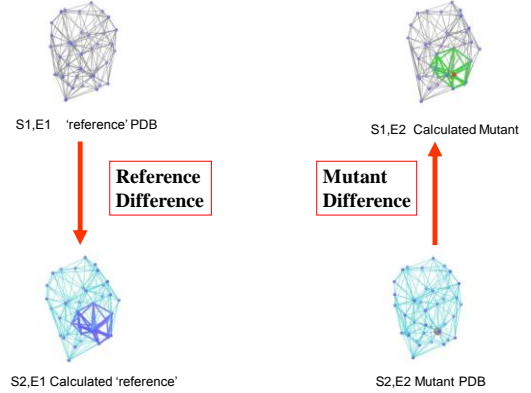 S1,E1 'reference' PDB
S1,E2 Calculated Mutant
Reference
Difference
Mutant
Difference
S2,E1 Calculated 'reference'
S2,E2 Mutant PDB